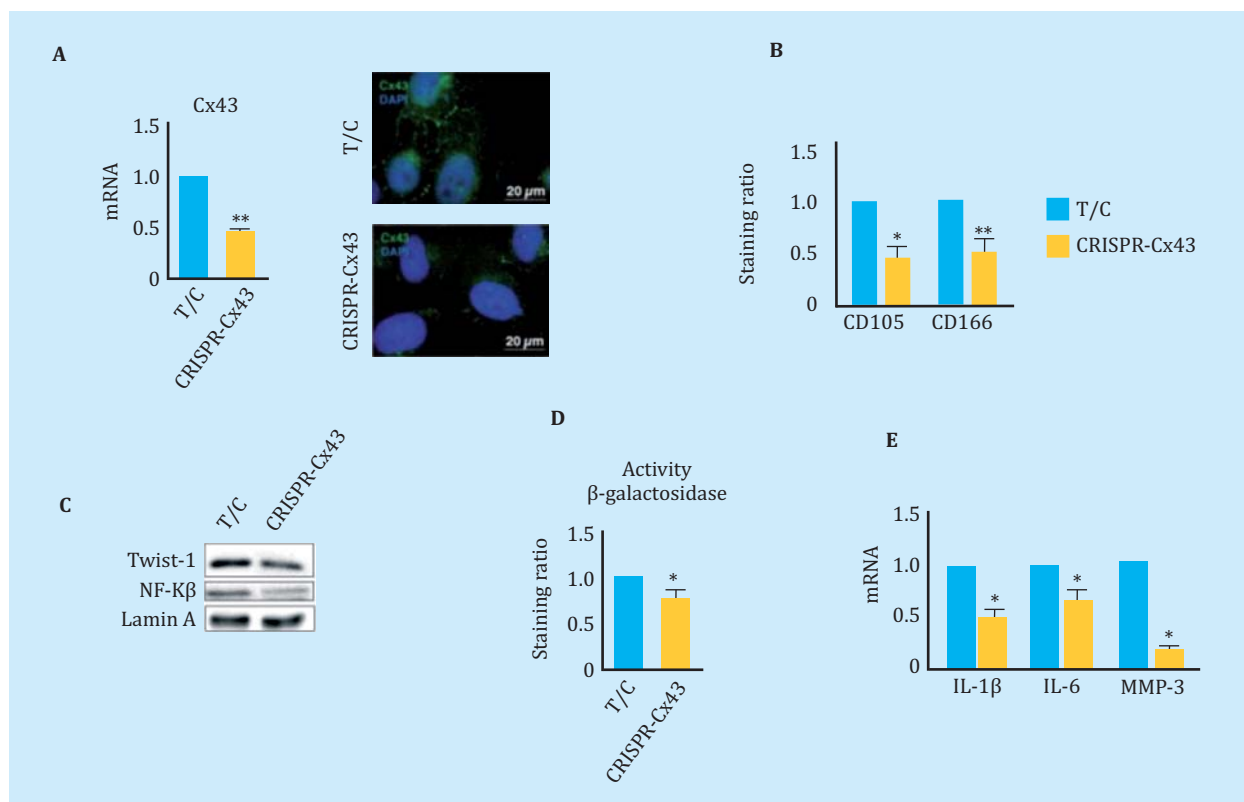 A
Cx43
mRNA
1.5
1.0
0.5
0
**
T/C
CRISPR-Cx43
T/C
Cx43
DAPI
20 µm
CRISPR-Cx43
Cx43
DAPI
20 µm
B
Staining ratio
1.5
1.0
0.5
0
*
**
CD105 CD166
T/C
CRISPR-Cx43
C
T/C
CRISPR-Cx43
Twist-1
NF-Kβ
Lamin A
D
Activity
β-galactosidase
Staining ratio
1.5
1.0
0.5
0
*
T/C
CRISPR-Cx43
E
mRNA
1.5
1.0
0.5
0
*
*
*
IL-1β IL-6 MMP-3